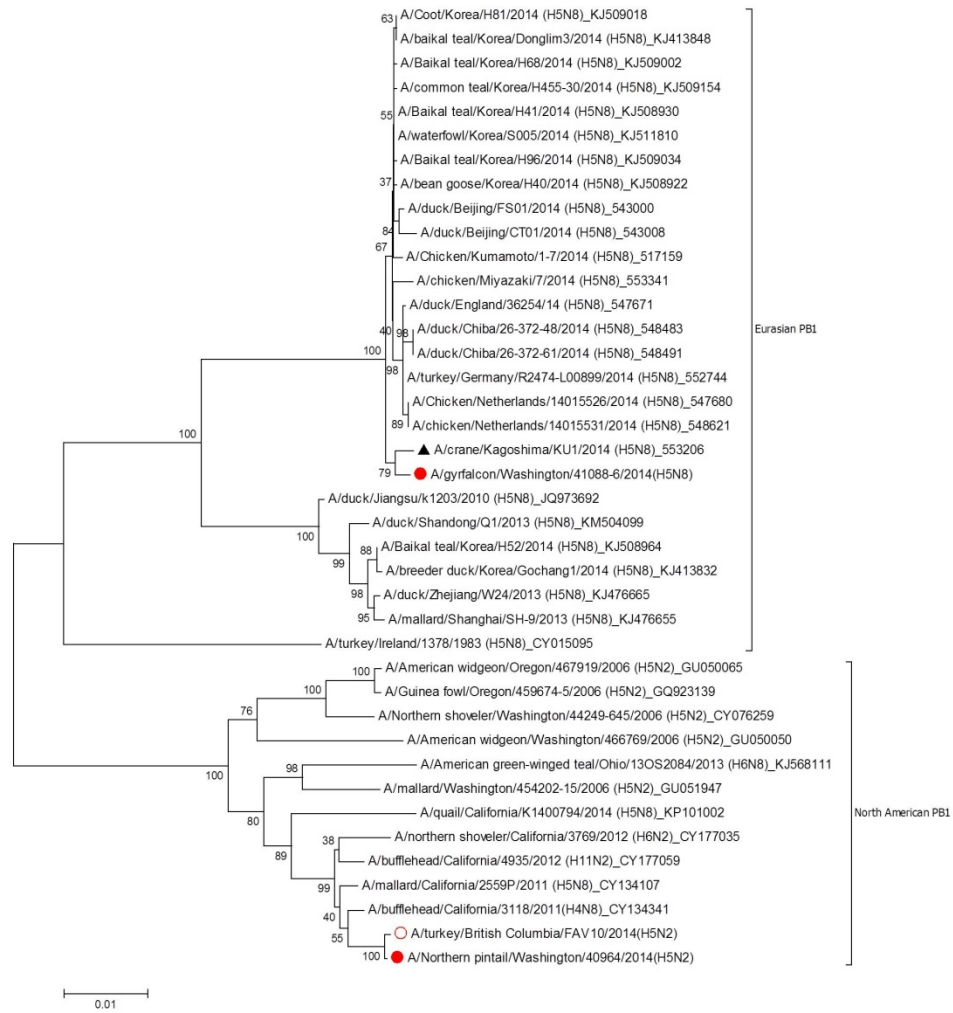 63
A/Coot/Korea/H81/2014 (H5N8)_KJ509018
A/baikal teal/Korea/Donglim3/2014 (H5N8)_KJ413848
A/Baikal teal/Korea/H68/2014 (H5N8)_KJ509002
A/common teal/Korea/H455-30/2014 (H5N8)_KJ509154
55
A/Baikal teal/Korea/H41/2014 (H5N8)_KJ508930
A/waterfowl/Korea/S005/2014 (H5N8)_KJ511810
A/Baikal teal/Korea/H96/2014 (H5N8)_KJ509034
37
A/bean goose/Korea/H40/2014 (H5N8)_KJ508922
A/duck/Beijing/FS01/2014 (H5N8)_543000
84
A/duck/Beijing/CT01/2014 (H5N8)_543008
67
A/Chicken/Kumamoto/1-7/2014 (H5N8)_517159
A/chicken/Miyazaki/7/2014 (H5N8)_553341
A/duck/England/36254/14 (H5N8)_547671
40
98
A/duck/Chiba/26-372-48/2014 (H5N8)_548483
Eurasian PB1
100
A/duck/Chiba/26-372-61/2014 (H5N8)_548491
98
A/turkey/Germany/R2474-L00899/2014 (H5N8)_552744
A/Chicken/Netherlands/14015526/2014 (H5N8)_547680
89
A/chicken/Netherlands/14015531/2014 (H5N8)_548621
100
A/crane/Kagoshima/KU1/2014 (H5N8)_553206
79
A/gyrfalcon/Washington/41088-6/2014(H5N8)
A/duck/Jiangsu/k1203/2010 (H5N8)_JQ973692
100
A/duck/Shandong/Q1/2013 (H5N8)_KM504099
88
A/Baikal teal/Korea/H52/2014 (H5N8)_KJ508964
99
A/breeder duck/Korea/Gochang1/2014 (H5N8)_KJ413832
98
A/duck/Zhejiang/W24/2013 (H5N8)_KJ476665
95
A/mallard/Shanghai/SH-9/2013 (H5N8)_KJ476655
A/turkey/Ireland/1378/1983 (H5N8)_CY015095
100
A/American widgeon/Oregon/467919/2006 (H5N2)_GU050065
100
A/Guinea fowl/Oregon/459674-5/2006 (H5N2)_GQ923139
76
A/Northern shoveler/Washington/44249-645/2006 (H5N2)_CY076259
A/American widgeon/Washington/466769/2006 (H5N2)_GU050050
100
98
A/American green-winged teal/Ohio/13OS2084/2013 (H6N8)_KJ568111
A/mallard/Washington/454202-15/2006 (H5N2)_GU051947
80
A/quail/California/K1400794/2014 (H5N8)_KP101002
North American PB1
38
A/northern shoveler/California/3769/2012 (H6N2)_CY177035
89
A/bufflehead/California/4935/2012 (H11N2)_CY177059
99
A/mallard/California/2559P/2011 (H5N8)_CY134107
40
A/bufflehead/California/3118/2011(H4N8)_CY134341
55
A/turkey/British Columbia/FAV10/2014(H5N2)
100
A/Northern pintail/Washington/40964/2014(H5N2)
0.01